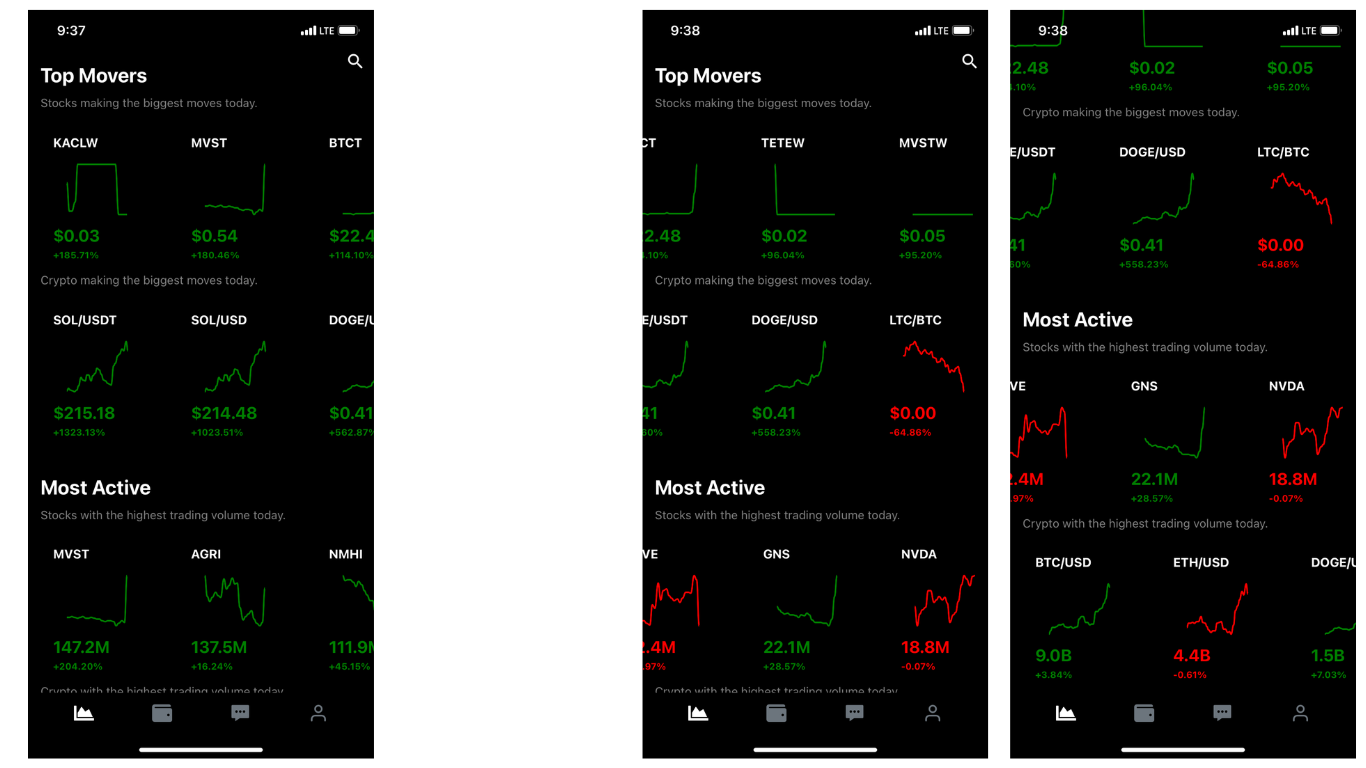 9:37
LTE
Top Movers
Stocks making the biggest moves today.
KACLW MVST BTCT
$0.03 $0.54 $22.4
+185.71% +180.46% +114.10%
Crypto making the biggest moves today.
SOL/USDT SOL/USD DOGE/U
$215.18 $214.48 $0.41
+1323.13% +1023.51% +562.87%
Most Active
Stocks with the highest trading volume today.
MVST AGRI NMHI
147.2M 137.5M 111.9M
+204.20% +16.24% +45.15%
Crypto with the highest trading volume today.
9:38
LTE
Top Movers
Stocks making the biggest moves today.
CT TETEW MVSTW
2.48 $0.02 $0.05
.10% +96.04% +95.20%
Crypto making the biggest moves today.
E/USDT DOGE/USD LTC/BTC
41 $0.41 $0.00
60% +558.23% -64.86%
Most Active
Stocks with the highest trading volume today.
VE GNS NVDA
.4M 22.1M 18.8M
.97% +28.57% -0.07%
Crypto with the highest trading volume today.
9:38
LTE
2.48 $0.02 $0.05
.10% +96.04% +95.20%
Crypto making the biggest moves today.
E/USDT DOGE/USD LTC/BTC
41 $0.41 $0.00
60% +558.23% -64.86%
Most Active
Stocks with the highest trading volume today.
VE GNS NVDA
.4M 22.1M 18.8M
.97% +28.57% -0.07%
Crypto with the highest trading volume today.
BTC/USD ETH/USD DOGE/U
9.0B 4.4B 1.5B
+3.84% -0.61% +7.03%